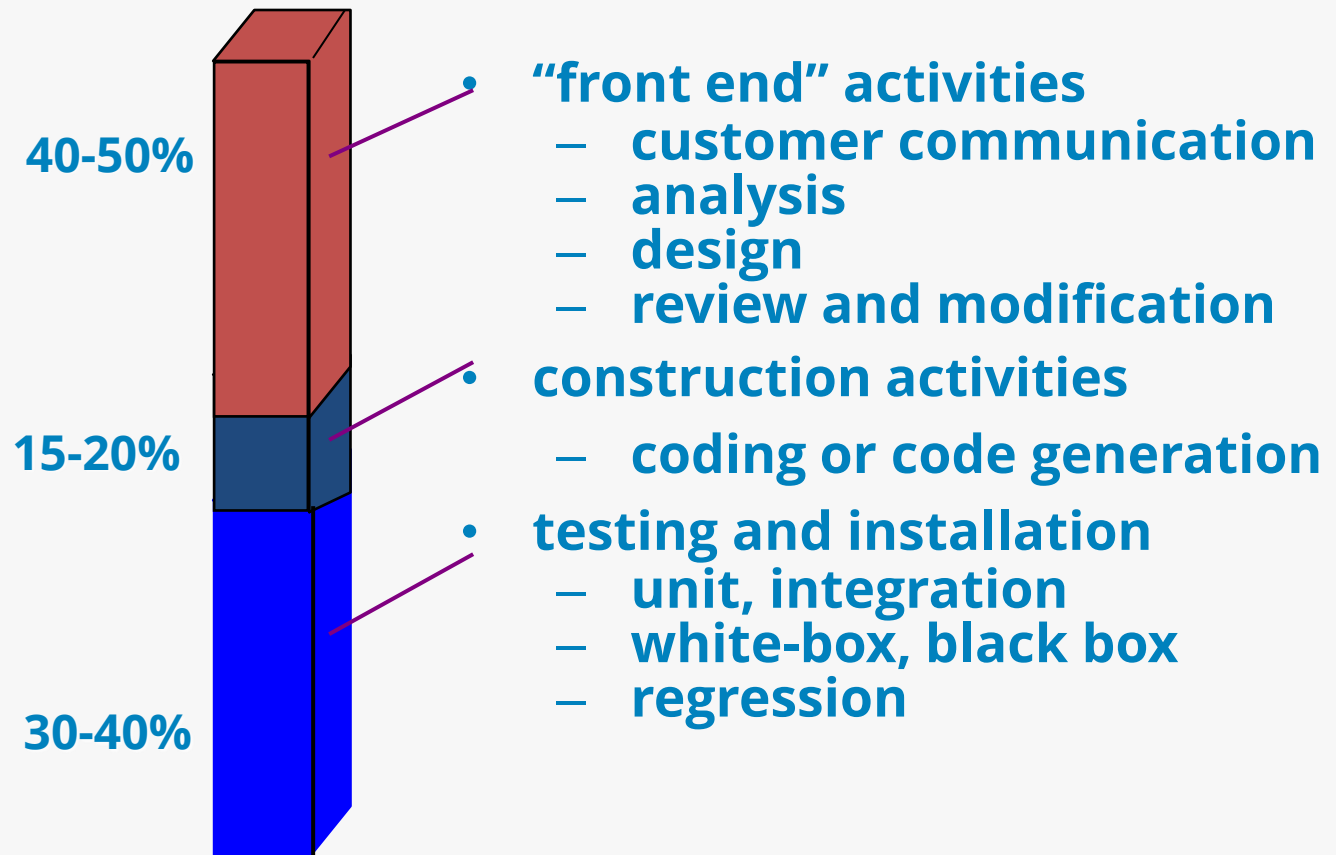 40-50%
• “front end” activities
– customer communication
– analysis
– design
– review and modification
15-20%
• construction activities
– coding or code generation
30-40%
• testing and installation
– unit, integration
– white-box, black box
– regression